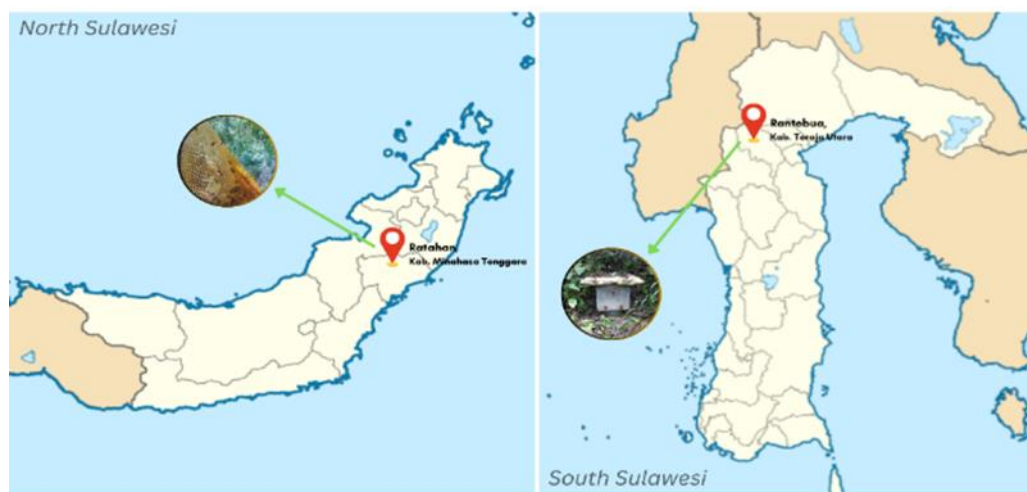 North Sulawesi
Ratahan,
Kab. Minahasa Tenggara
Rantebua,
Kab. Toraja Utara
South Sulawesi